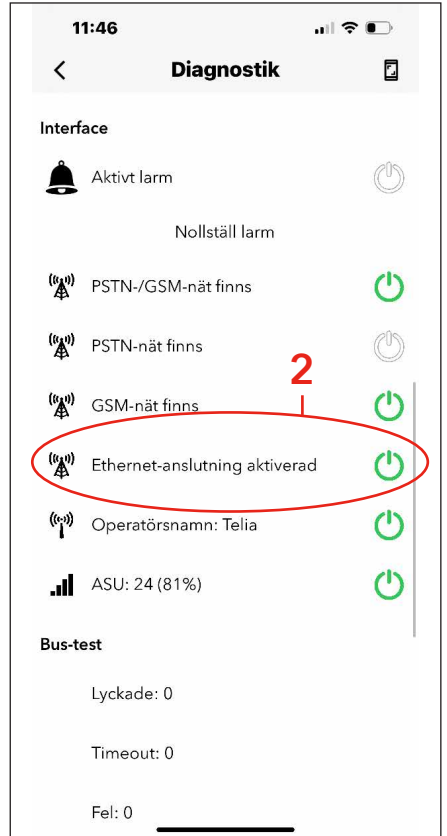 11:46
Diagnostik
Interface
Aktivt larm
Nollställ larm
PSTN-/GSM-nät finns
PSTN-nät finns
2
GSM-nät finns
Ethernet-anslutning aktiverad
Operatörsnamn: Telia
ASU: 24 (81%)
Bus-test
Lyckade: 0
Timeout: 0
Fel: 0